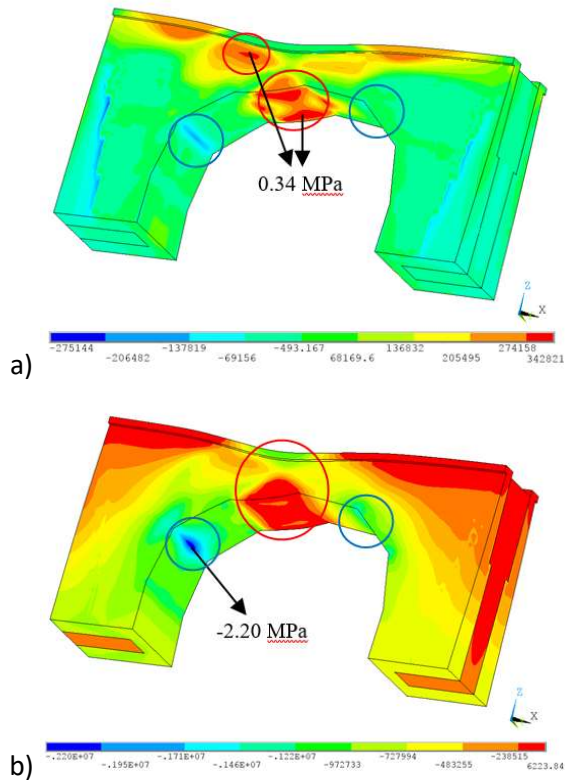 0.34 MPa
Z
X
-275144 -137819 -493.167 136832 274158
-206482 -69156 68169.6 205495 342821
a)
-2.20 MPa
Z
X
-.220E+07 -.171E+07 -.122E+07 -727994 -238515
-.195E+07 -.146E+07 -972733 -483255 6223.84
b)